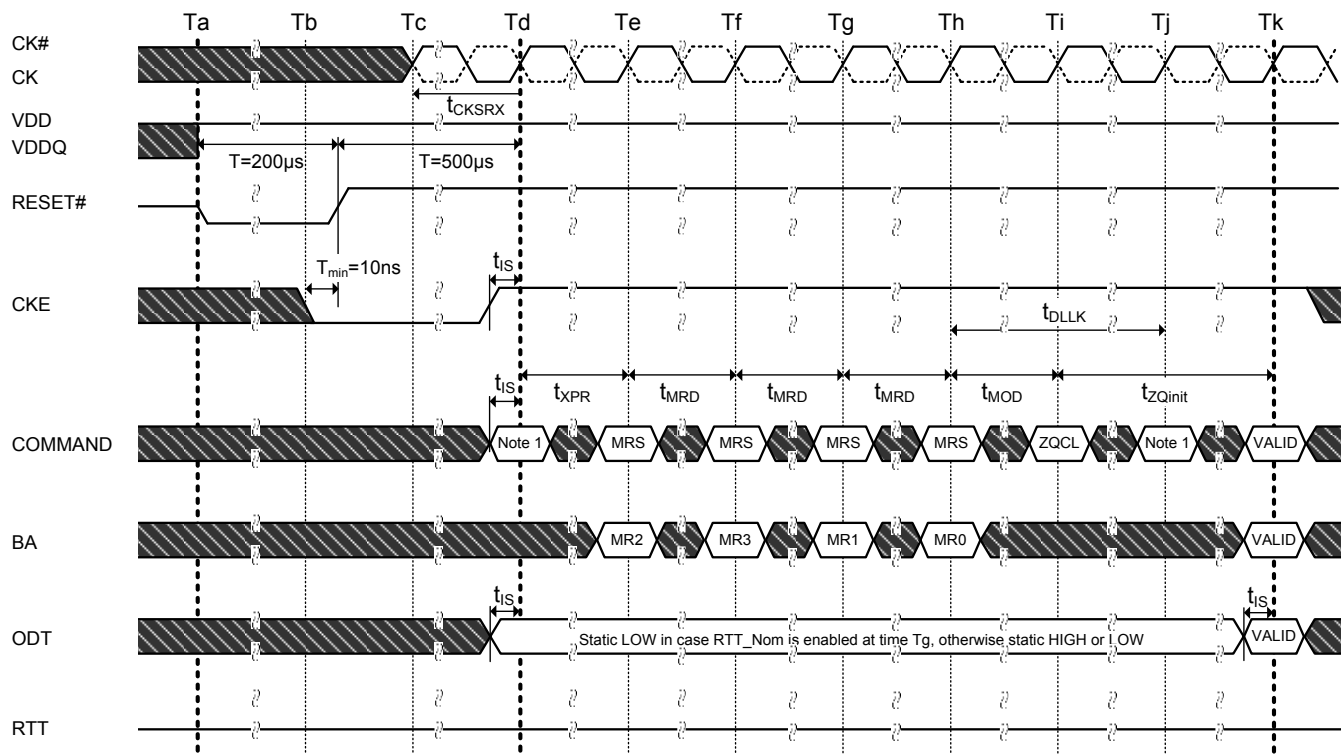 Ta Tb Tc Td Te Tf Tg Th Ti Tj Tk
CK#
CK
tCKSRX
VDD
VDDQ
T=200µs T=500µs
RESET#
Tmin=10ns tIS
CKE
tDLLK
tIS tXPR tMRD tMRD tMRD tMOD tZQinit
COMMAND Note 1 MRS MRS MRS MRS ZQCL Note 1 VALID
BA MR2 MR3 MR1 MR0 VALID
tIS tIS
ODT Static LOW in case RTT_Nom is enabled at time Tg, otherwise static HIGH or LOW VALID
RTT